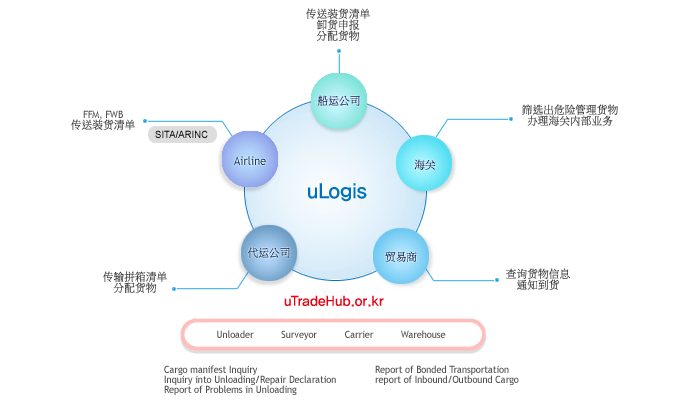 传送装货清单
卸货申报
分配货物
船运公司
FFM, FWB
传送装货清单
SITA/ARINC
筛选出危险管理货物
办理海关内部业务
Airline
海关
uLogis
代运公司
贸易商
传输拼箱清单
分配货物
查询货物信息
通知到货
uTradeHub.or.kr
Unloader Surveyor Carrier Warehouse
Cargo manifest Inquiry
Inquiry into Unloading/Repair Declaration
Report of Problems in Unloading
Report of Bonded Transportation
report of Inbound/Outbound Cargo